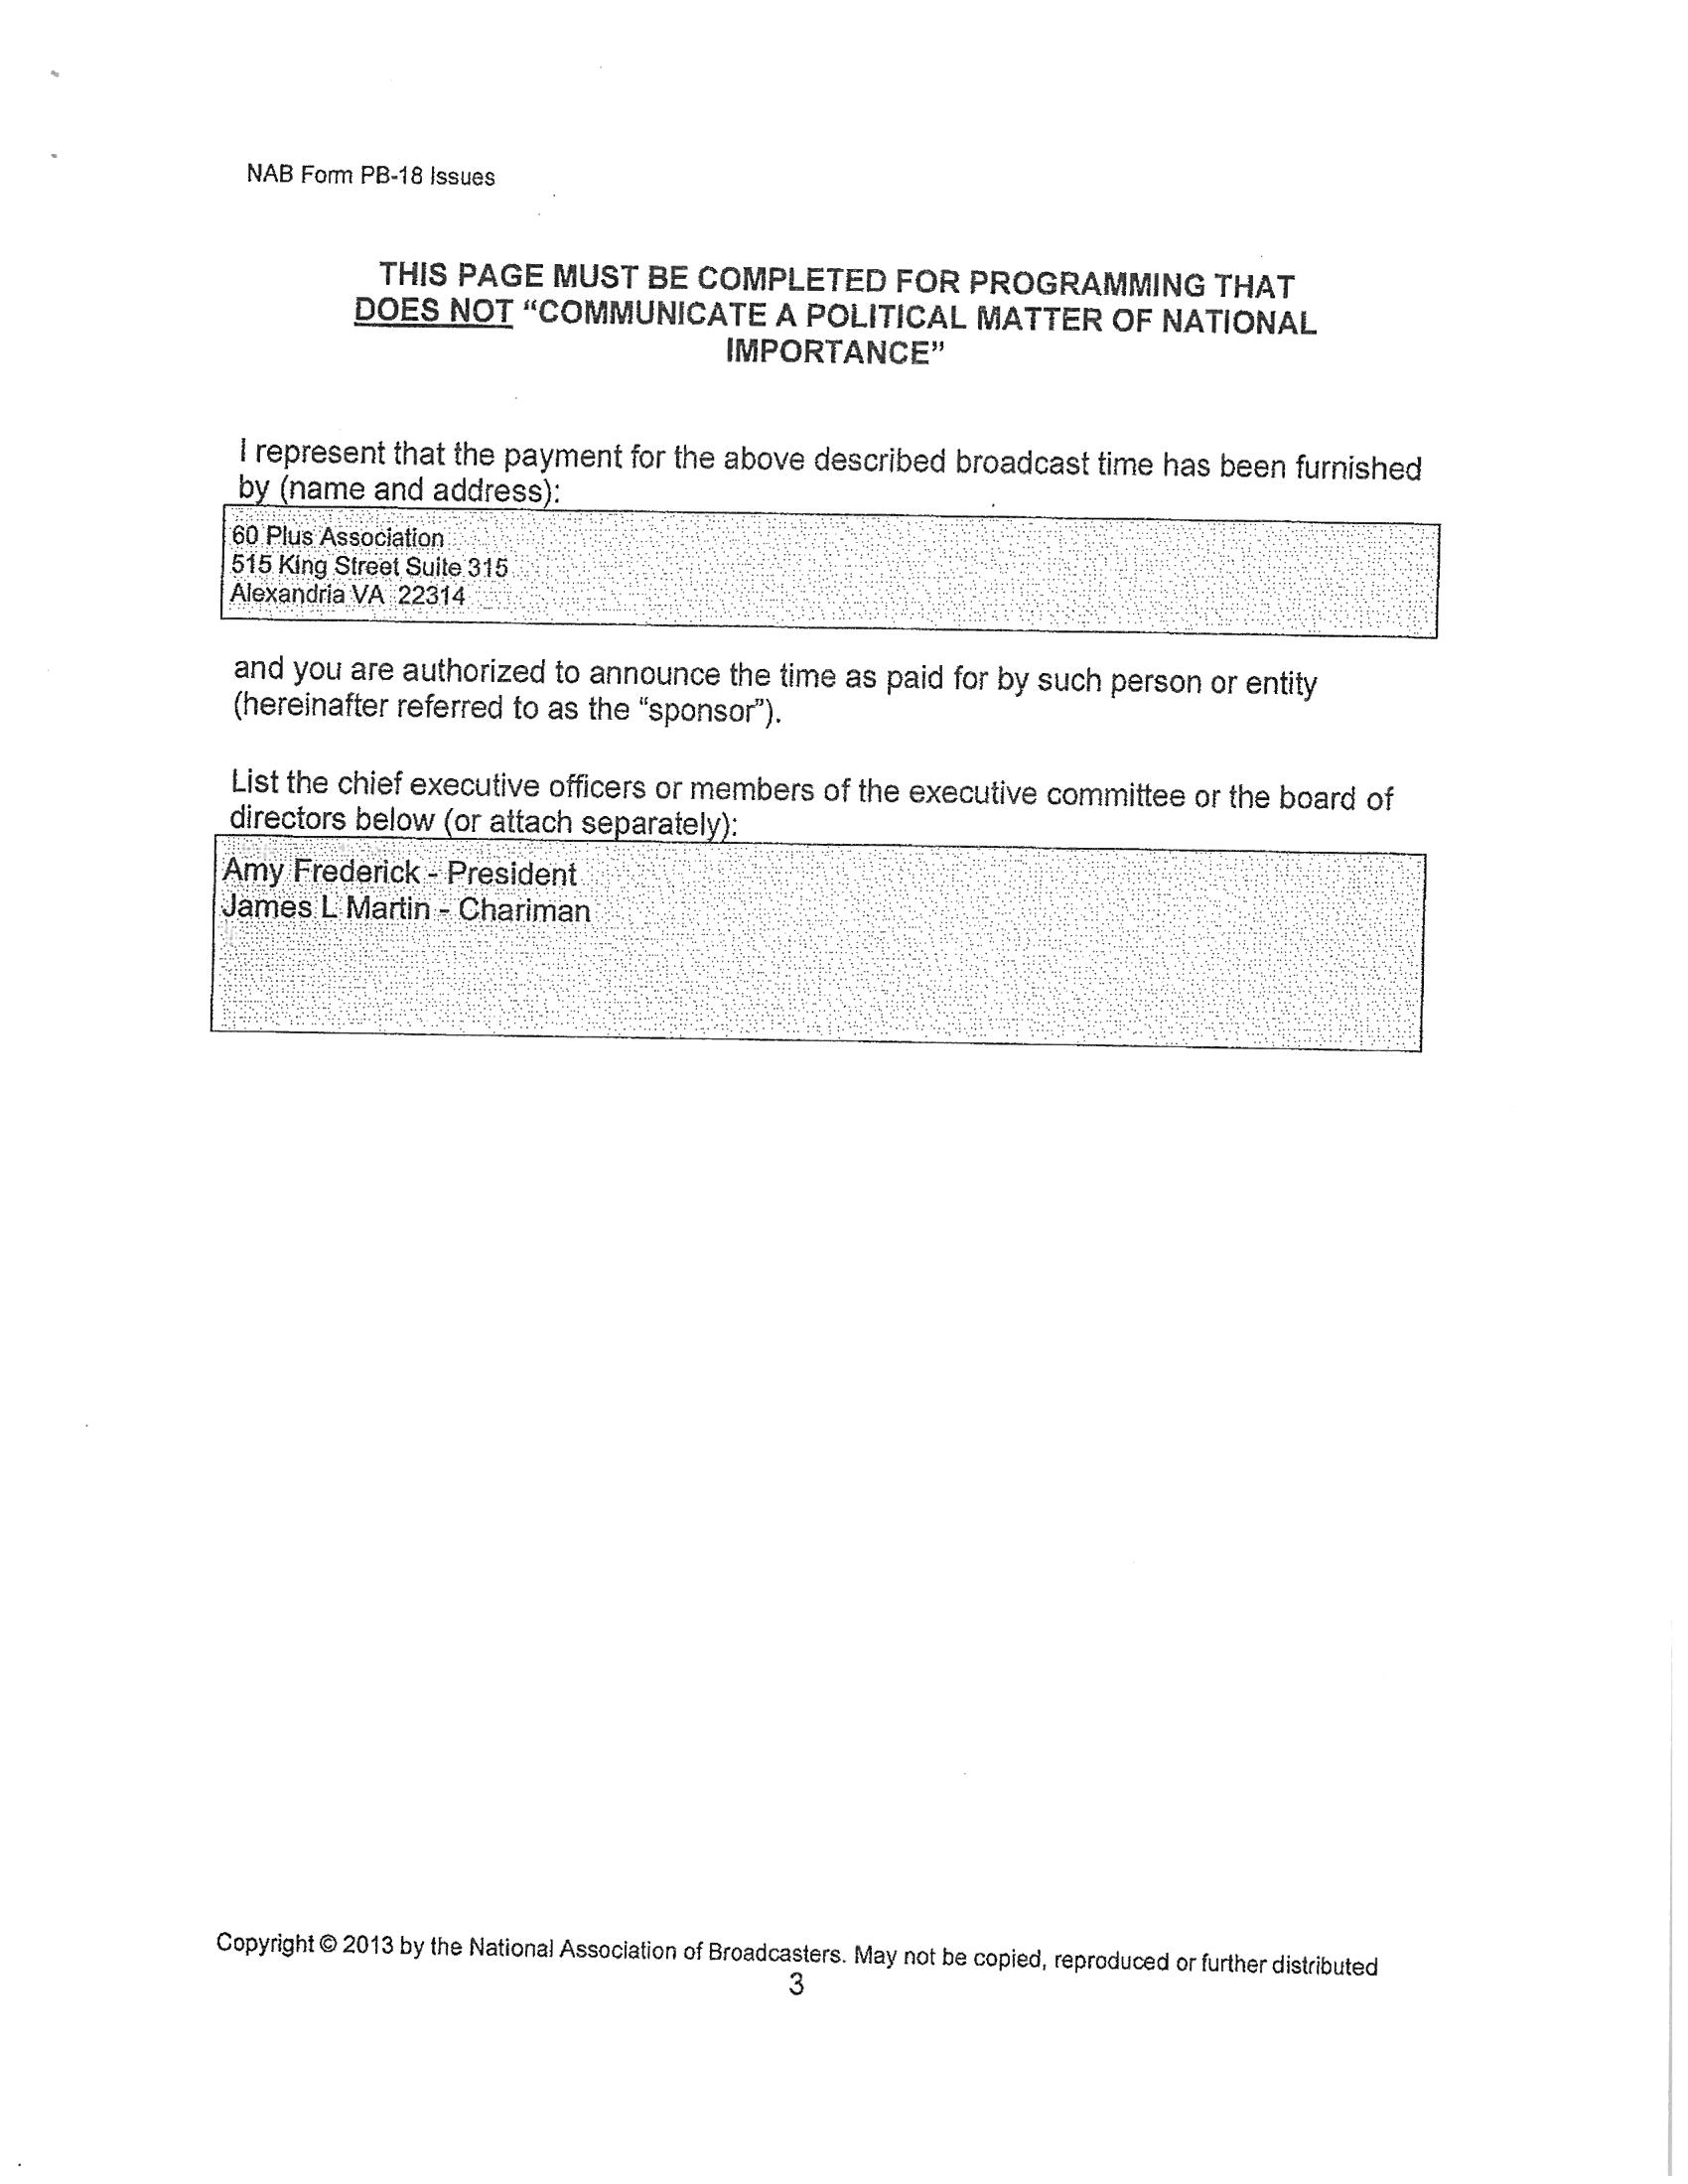 NAB Form PB-18 Issues
THIS PAGE MUST BE COMPLETED FOR PROGRAMMING THAT
DOES NOT “COMMUNICATE A POLITICAL MATTER OF NATIONAL
IMPORTANCE”
I represent that the payment for the above described broadcast time has been furnished
by (name and address):
60 Plus Association
515 King Street Suite 315
Alexandria VA 22314
and you are authorized to announce the time as paid for by such person or entity
(hereinafter referred to as the “sponsor”).
List the chief executive officers or members of the executive committee or the board of
directors below (or attach separately):
Amy Frederick - President
James L Martin - Chariman
Copyright © 2013 by the National Association of Broadcasters. May not be copied, reproduced or further distributed
3